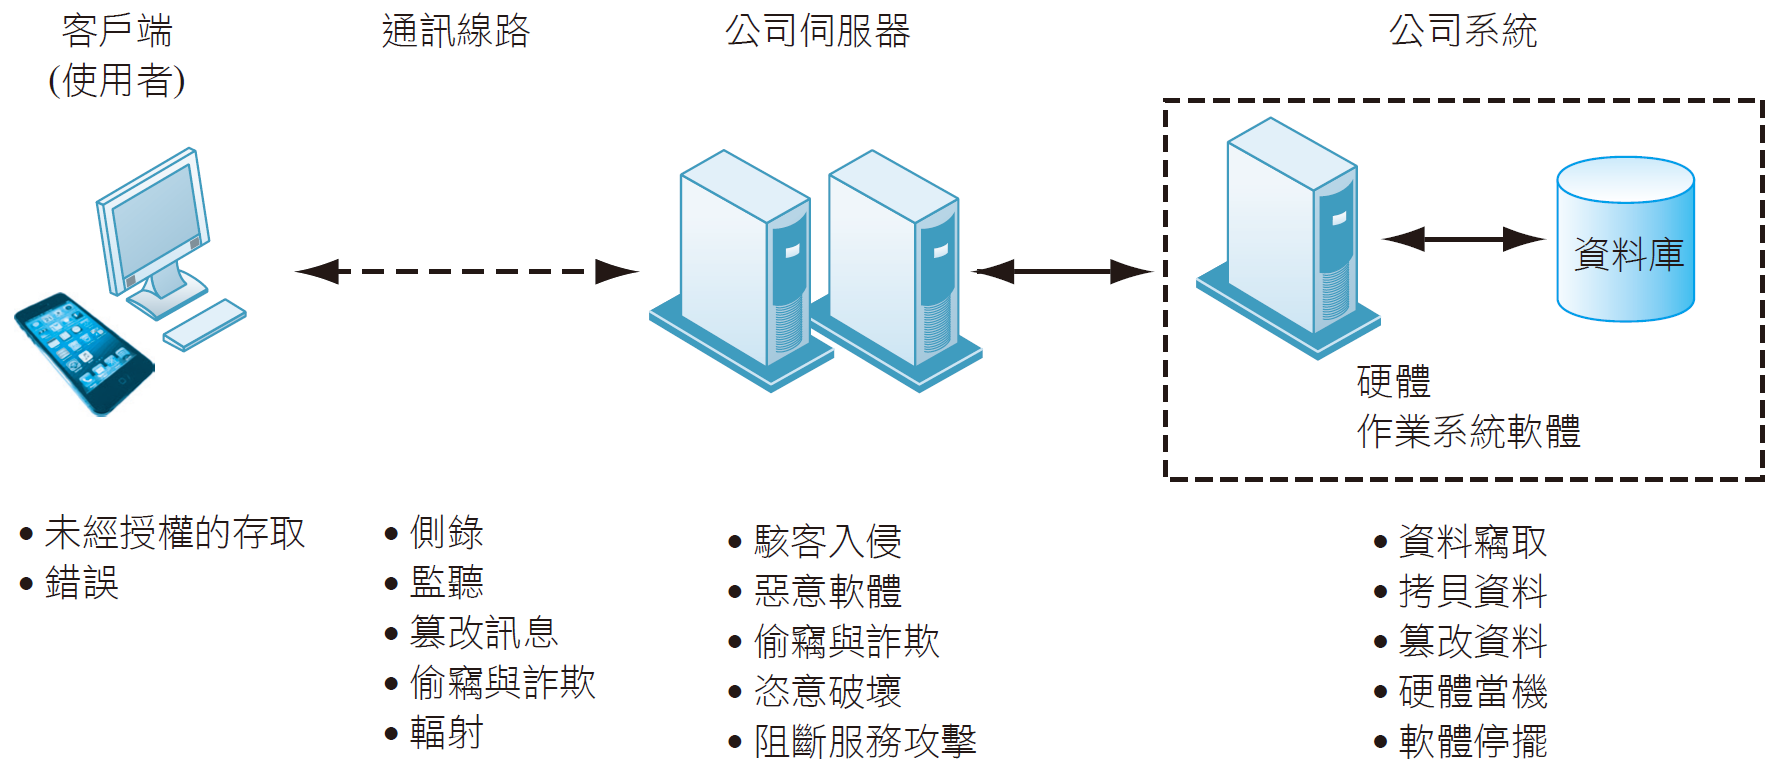 客戶端
(使用者)
通訊線路
公司伺服器
公司系統
資料庫
硬體
作業系統軟體
• 未經授權的存取
• 錯誤
• 側錄
• 監聽
• 篡改訊息
• 偷竊與詐欺
• 輻射
• 駭客入侵
• 惡意軟體
• 偷竊與詐欺
• 恣意破壞
• 阻斷服務攻擊
• 資料竊取
• 拷貝資料
• 篡改資料
• 硬體當機
• 軟體停擺